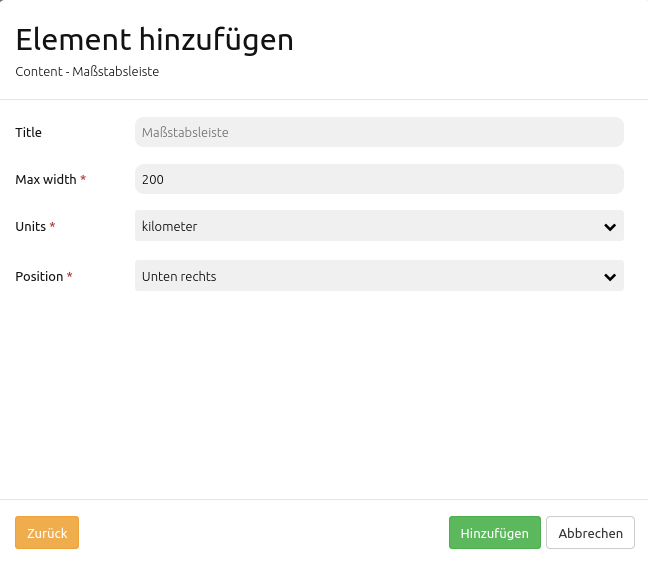 Element hinzufügen
Content - Maßstabsleiste
Title Maßstabsleiste
Max width * 200
Units * kilometer
Position * Unten rechts
Zurück Hinzufügen Abbrechen